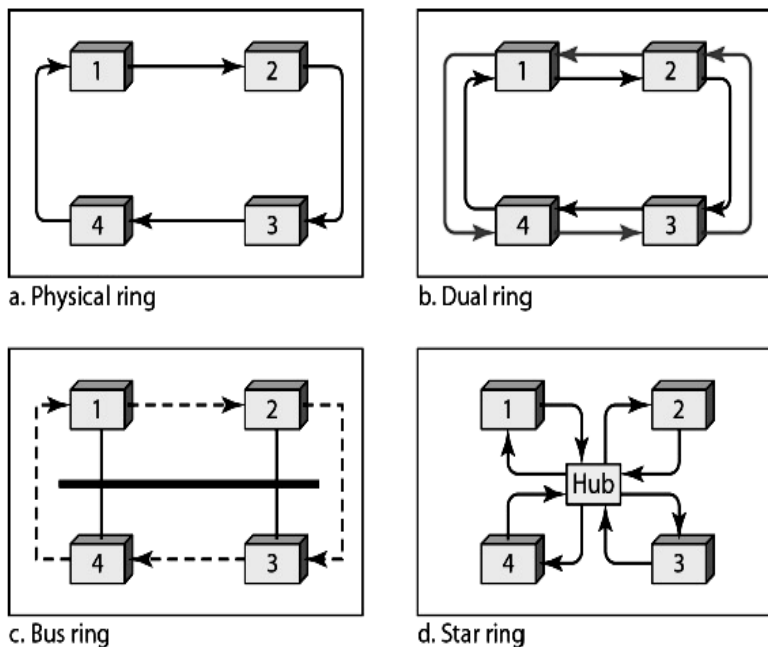 1 2
4 3
a. Physical ring
1 2
4 3
b. Dual ring
1 2
4 3
c. Bus ring
1 2
Hub
4 3
d. Star ring